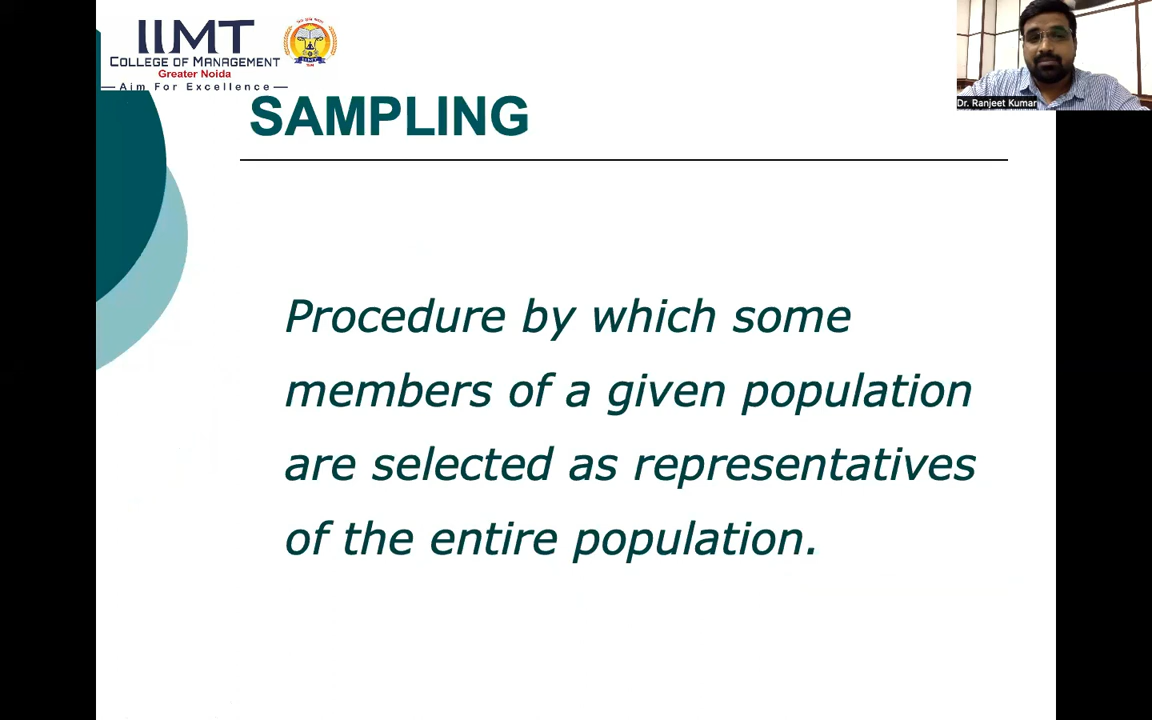 IIMT
COLLEGE OF MANAGEMENT
Greater Noida
Aim For Excellence
Dr. Ranjeet Kumar
SAMPLING
Procedure by which some
members of a given population
are selected as representatives
of the entire population.